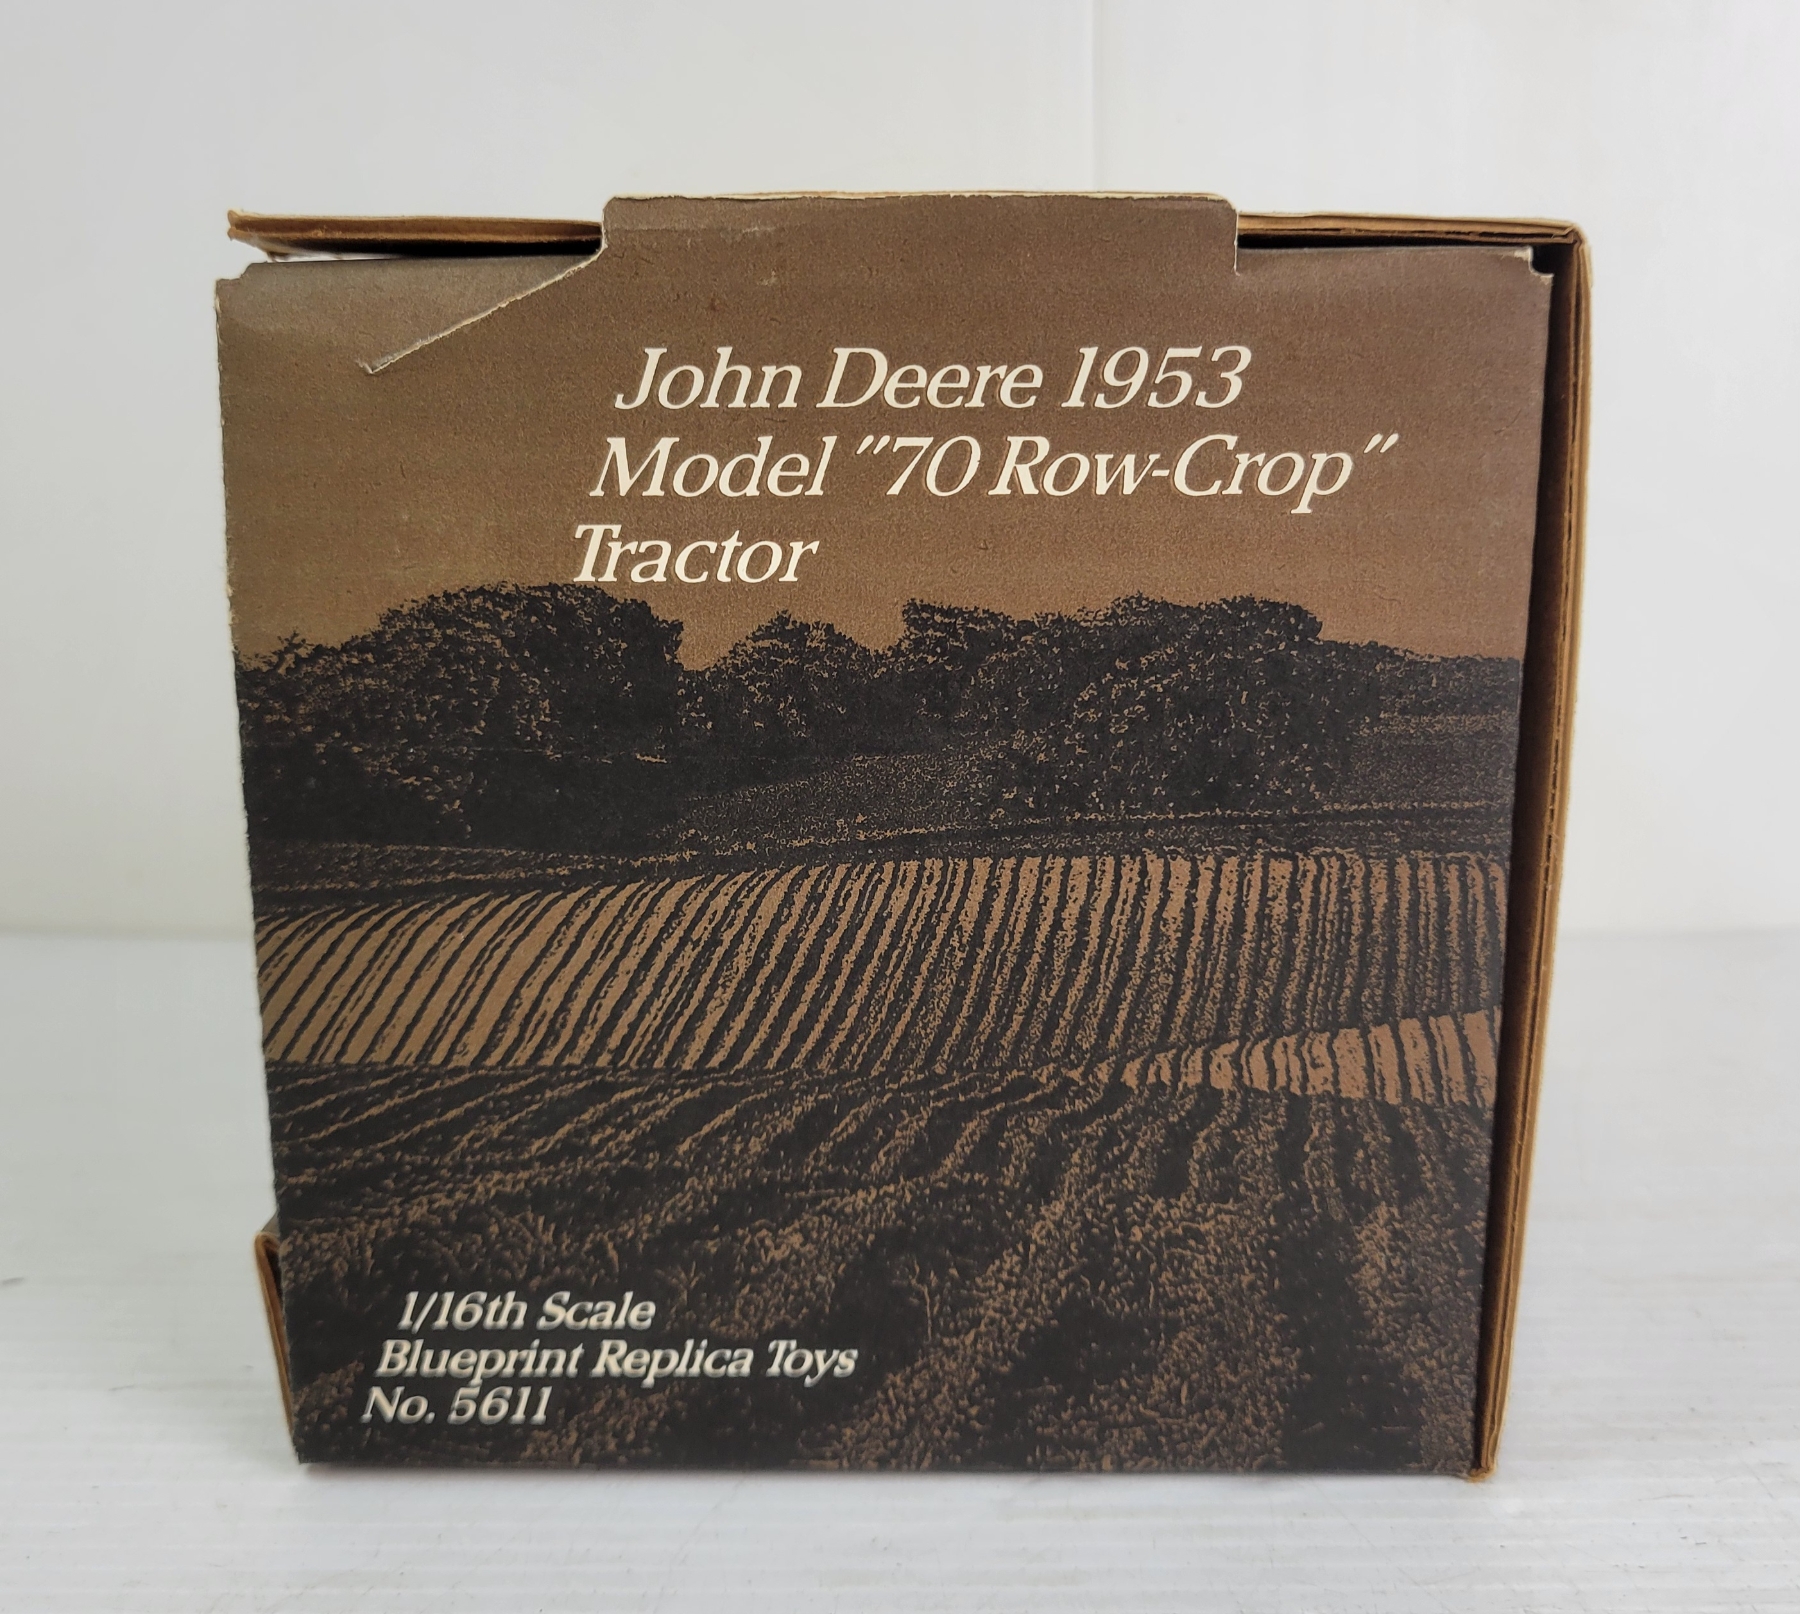 John Deere 1953
Model "70 Row-Crop"
Tractor
1/16th Scale
Blueprint Replica Toys
No. 5611